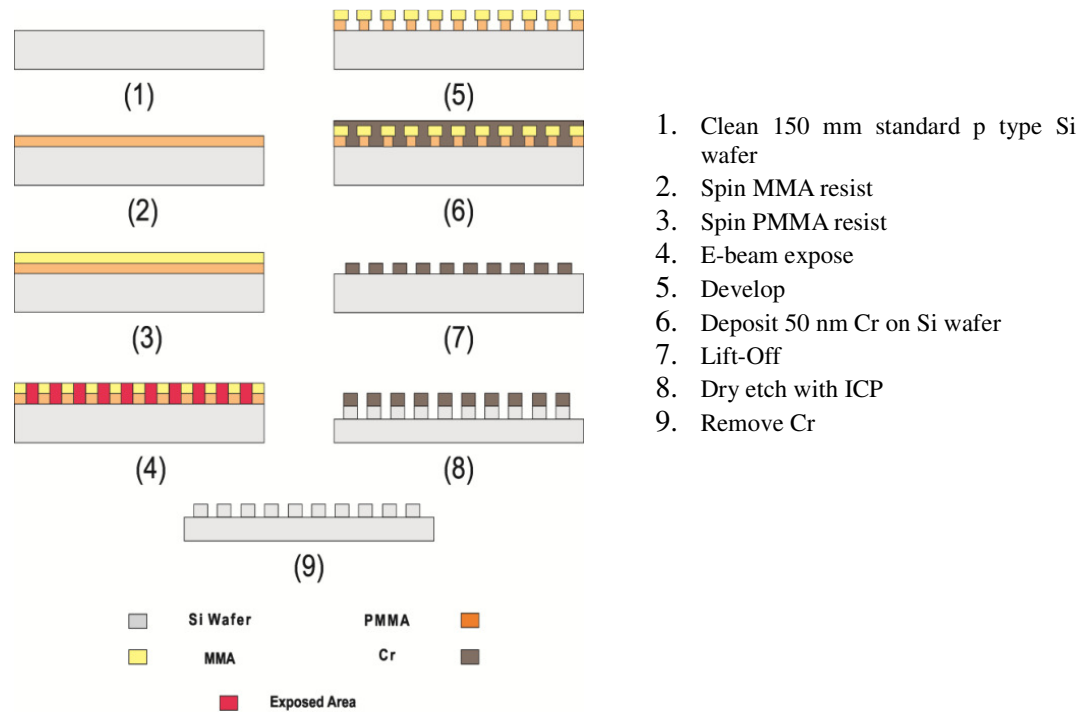 (1)
(5)
(2)
(6)
(3)
(7)
(4)
(8)
(9)
Si Wafer
PMMA
MMA
Cr
Exposed Area
1. Clean 150 mm standard p type Si
wafer
2. Spin MMA resist
3. Spin PMMA resist
4. E-beam expose
5. Develop
6. Deposit 50 nm Cr on Si wafer
7. Lift-Off
8. Dry etch with ICP
9. Remove Cr